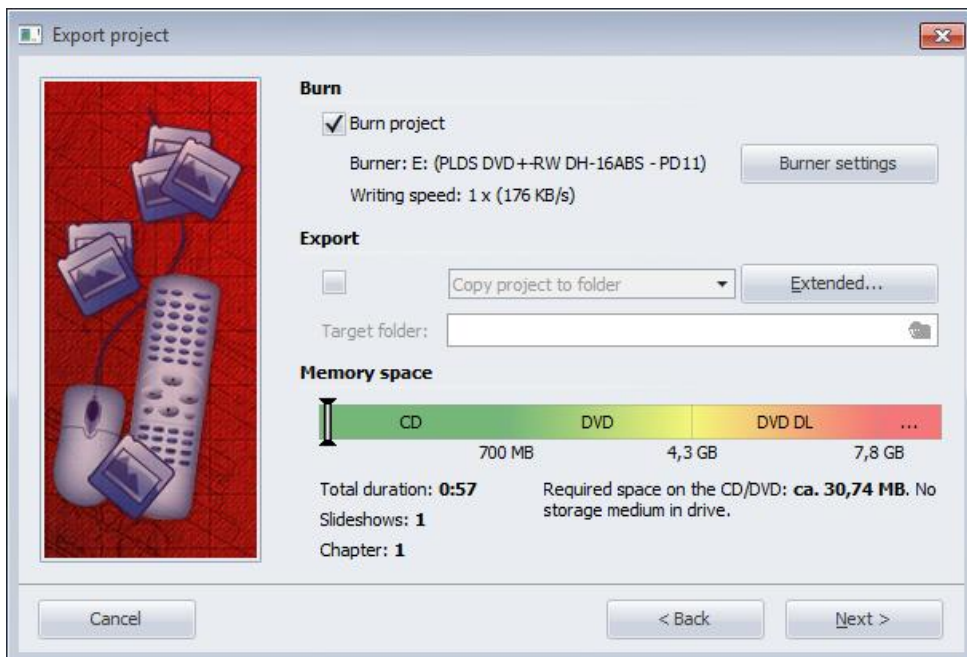 Export project
Burn
Burn project
Burner: E: (PLDS DVD+-RW DH-16ABS - PD11)
Burner settings
Writing speed: 1 x (176 KB/s)
Export
Copy project to folder
Extended...
Target folder:
Memory space
CD DVD DVD DL ...
700 MB 4,3 GB 7,8 GB
Total duration: 0:57
Required space on the CD/DVD: ca. 30,74 MB. No
storage medium in drive.
Slideshows: 1
Chapter: 1
Cancel
< Back
Next >